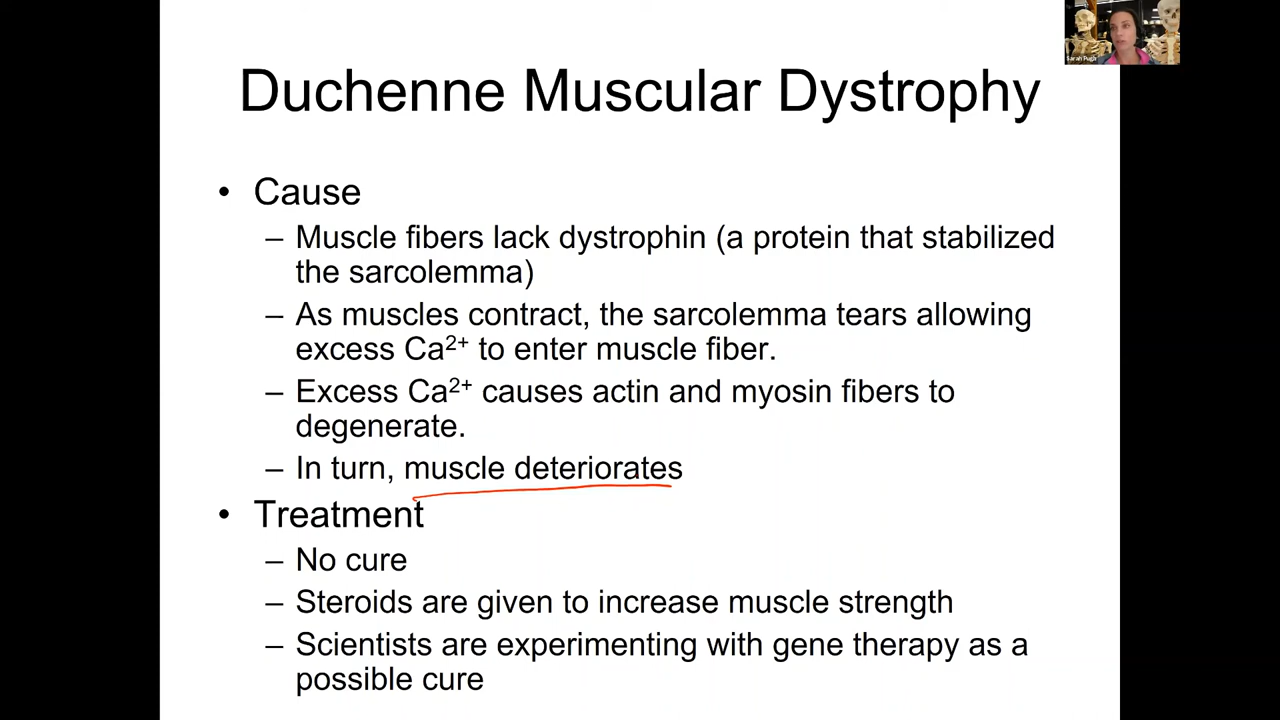 Sarah Pugh
Duchenne Muscular Dystrophy
• Cause
– Muscle fibers lack dystrophin (a protein that stabilized
the sarcolemma)
– As muscles contract, the sarcolemma tears allowing
excess Ca²⁺ to enter muscle fiber.
– Excess Ca²⁺ causes actin and myosin fibers to
degenerate.
– In turn, muscle deteriorates
• Treatment
– No cure
– Steroids are given to increase muscle strength
– Scientists are experimenting with gene therapy as a
possible cure